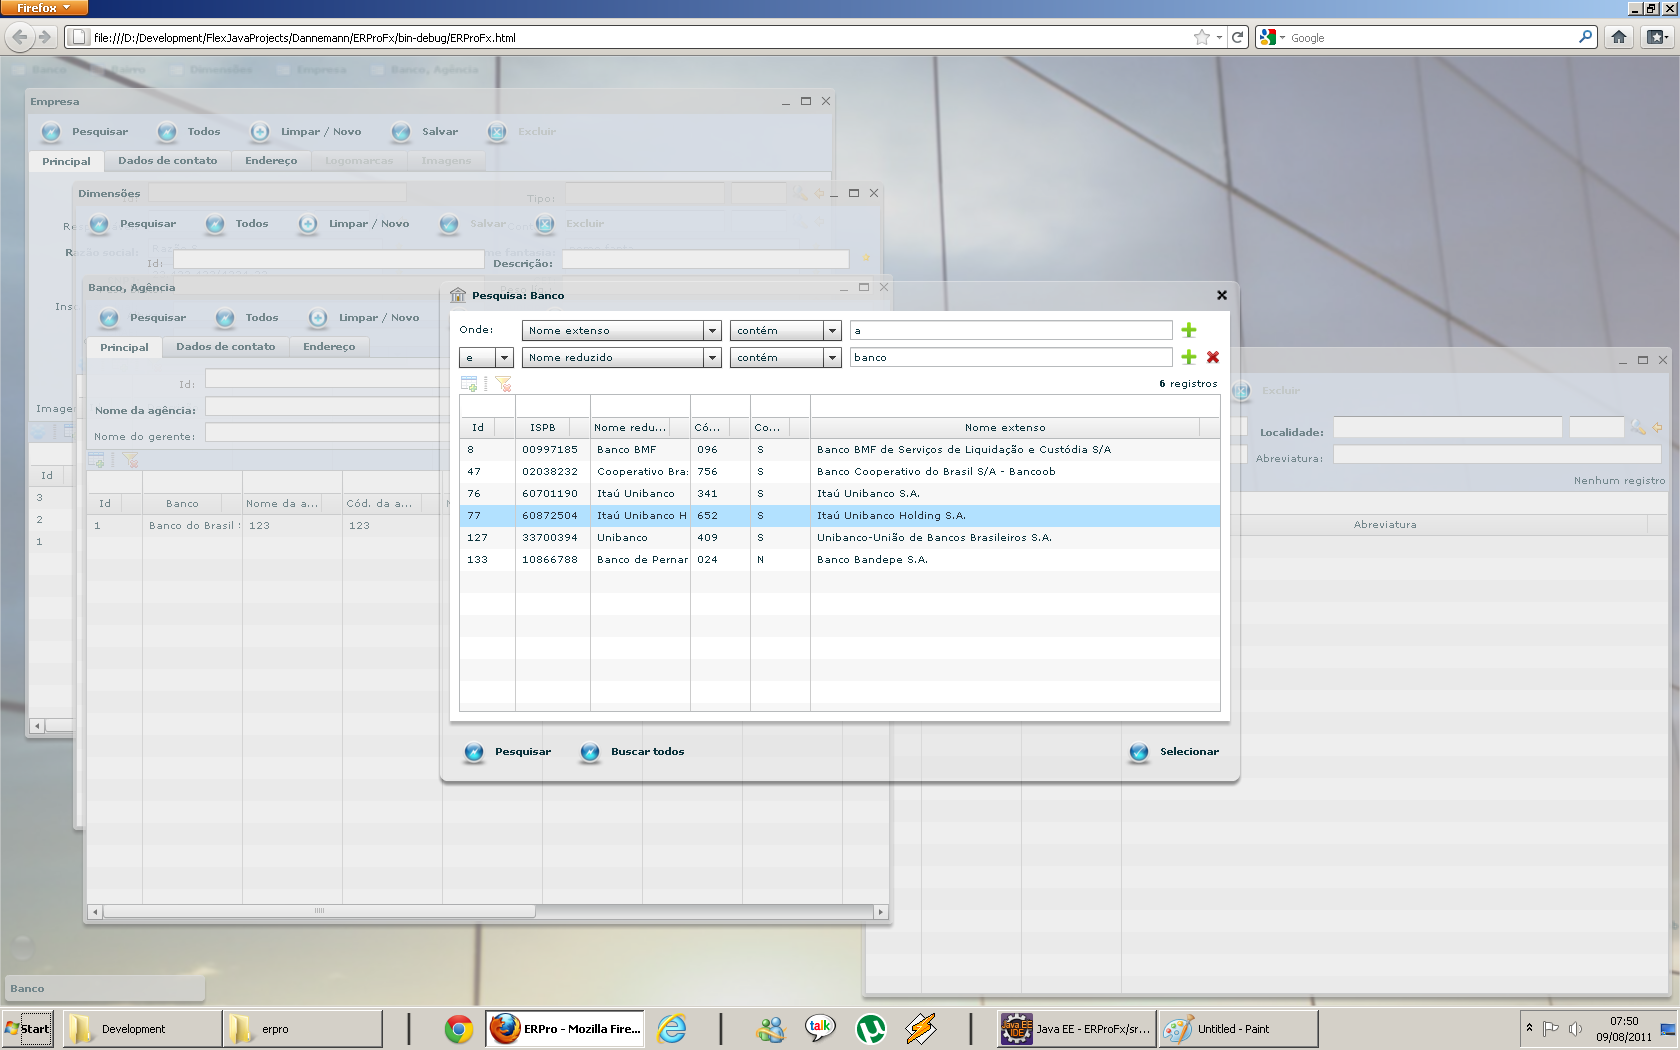 Firefox
file:///D:/Development/FlexJavaProjects/Dannemann/ERProFx/bin-debug/ERProFx.html
Google
Banco Bairro Dimensões Empresa Banco, Agência
Empresa
Pesquisar Todos Limpar / Novo Salvar Excluir
Principal Dados de contato Endereço Logomarcas Imagens
Dimensões
Tipo:
Pesquisar Todos Limpar / Novo Salvar Excluir
Razão social:
Id:
Descrição:
Banco, Agência
Pesquisar Todos Limpar / Novo
Principal Dados de contato Endereço
Id:
Nome da agência:
Nome do gerente:
Id Banco Nome da a... Cód. da a...
1 Banco do Brasil 123 123
Id
3
2
1
Pesquisa: Banco
Onde: Nome extenso contém a
e Nome reduzido contém banco
6 registros
Id ISPB Nome redu... Có... Co... Nome extenso
8 00997185 Banco BMF 096 S Banco BMF de Serviços de Liquidação e Custódia S/A
47 02038232 Cooperativo Bra: 756 S Banco Cooperativo do Brasil S/A - Bancoob
76 60701190 Itaú Unibanco 341 S Itaú Unibanco S.A.
77 60872504 Itaú Unibanco H 652 S Itaú Unibanco Holding S.A.
127 33700394 Unibanco 409 S Unibanco-União de Bancos Brasileiros S.A.
133 10866788 Banco de Pernar 024 N Banco Bandepe S.A.
Pesquisar Buscar todos Selecionar
Excluir
Localidade:
Abreviatura:
Nenhum registro
Abreviatura
Banco
Start Development erpro ERPro - Mozilla Fire... talk Java EE - ERProFx/sr... Untitled - Paint
07:50
09/08/2011